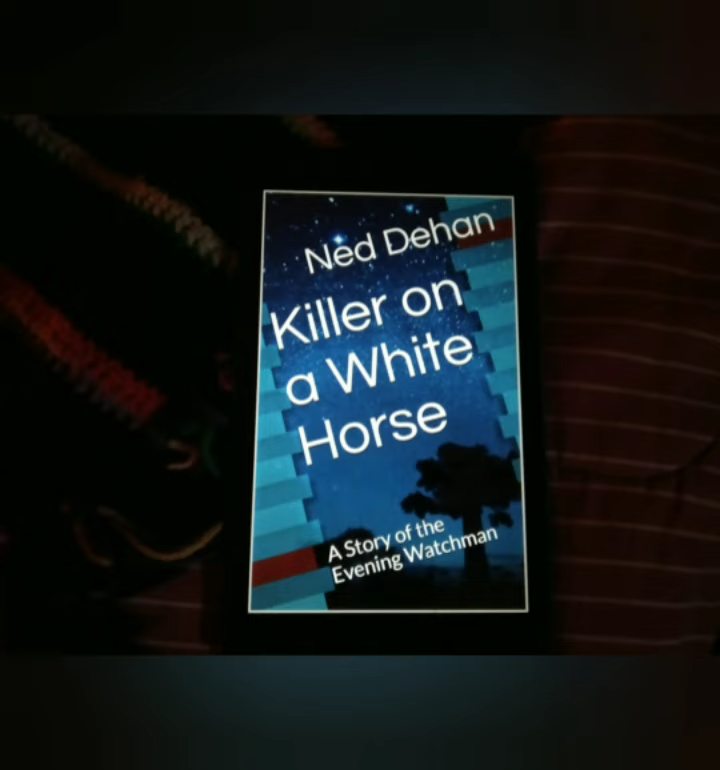 Ned Dehan
Killer on
a White
Horse
A Story of the
Evening Watchman